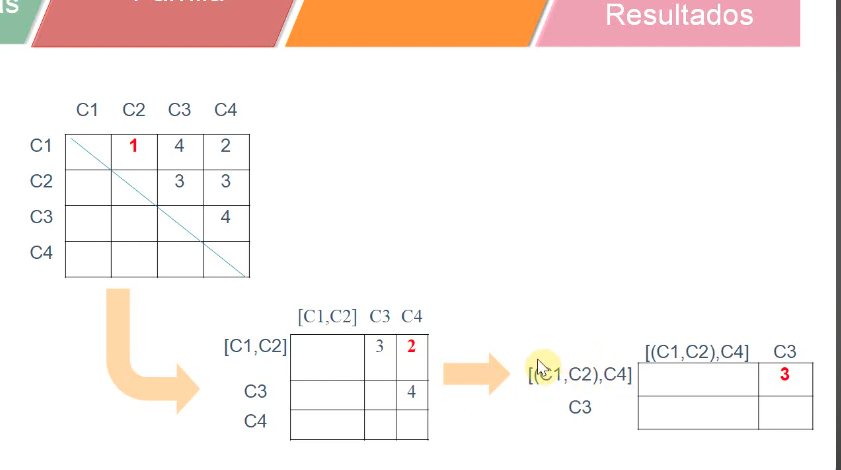 Resultados
C1 C2 C3 C4
C1 1 4 2
C2 3 3
C3 4
C4
[C1,C2] C3 C4
[C1,C2] 3 2
C3 4
C4
[(C1,C2),C4] C3
[(C1,C2),C4] 3
C3